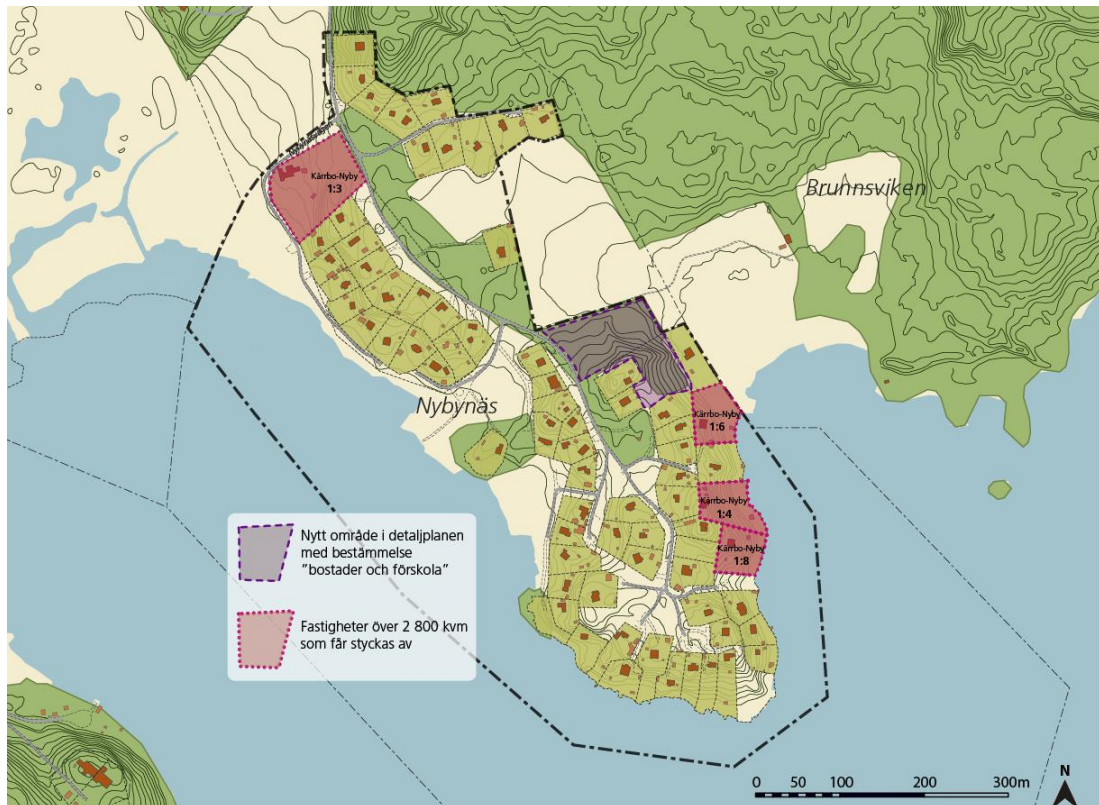 Kärrbo-Nyby
1:3
Brunnsviken
Nybynäs
Kärrbo-Nyby
1:6
Kärrbo-Nyby
1:4
Kärrbo-Nyby
1:8
Nytt område i detaljplanen
med bestämmelse
"bostader och förskola"
Fastigheter över 2 800 kvm
som får styckas av
0 50 100 200 300m
N